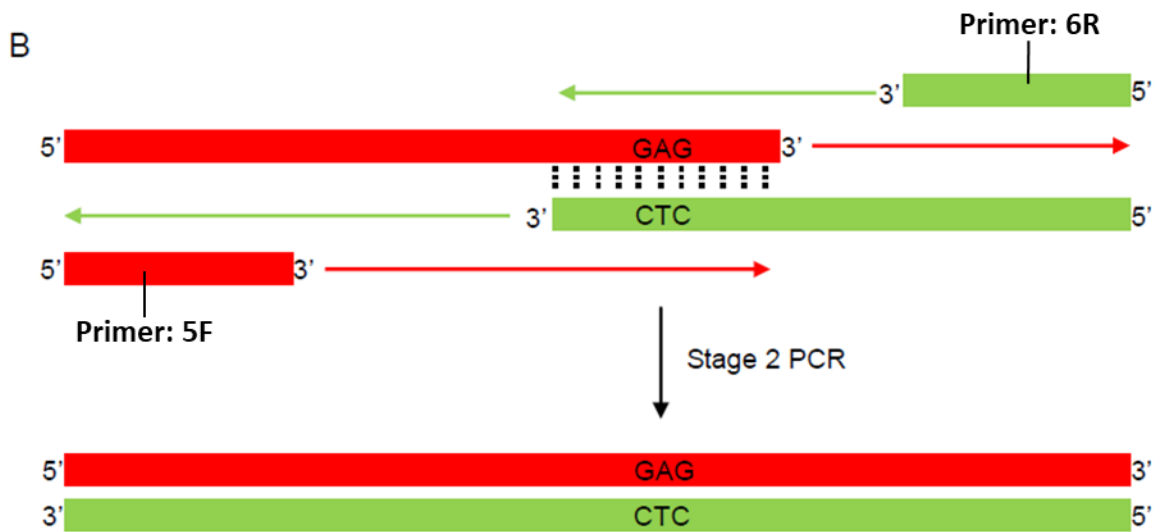 Primer: 6R
B
3’ 5’
5’ GAG 3’
3’ CTC 5’
5’ 3’
Primer: 5F
Stage 2 PCR
5’ GAG 3’
3’ CTC 5’